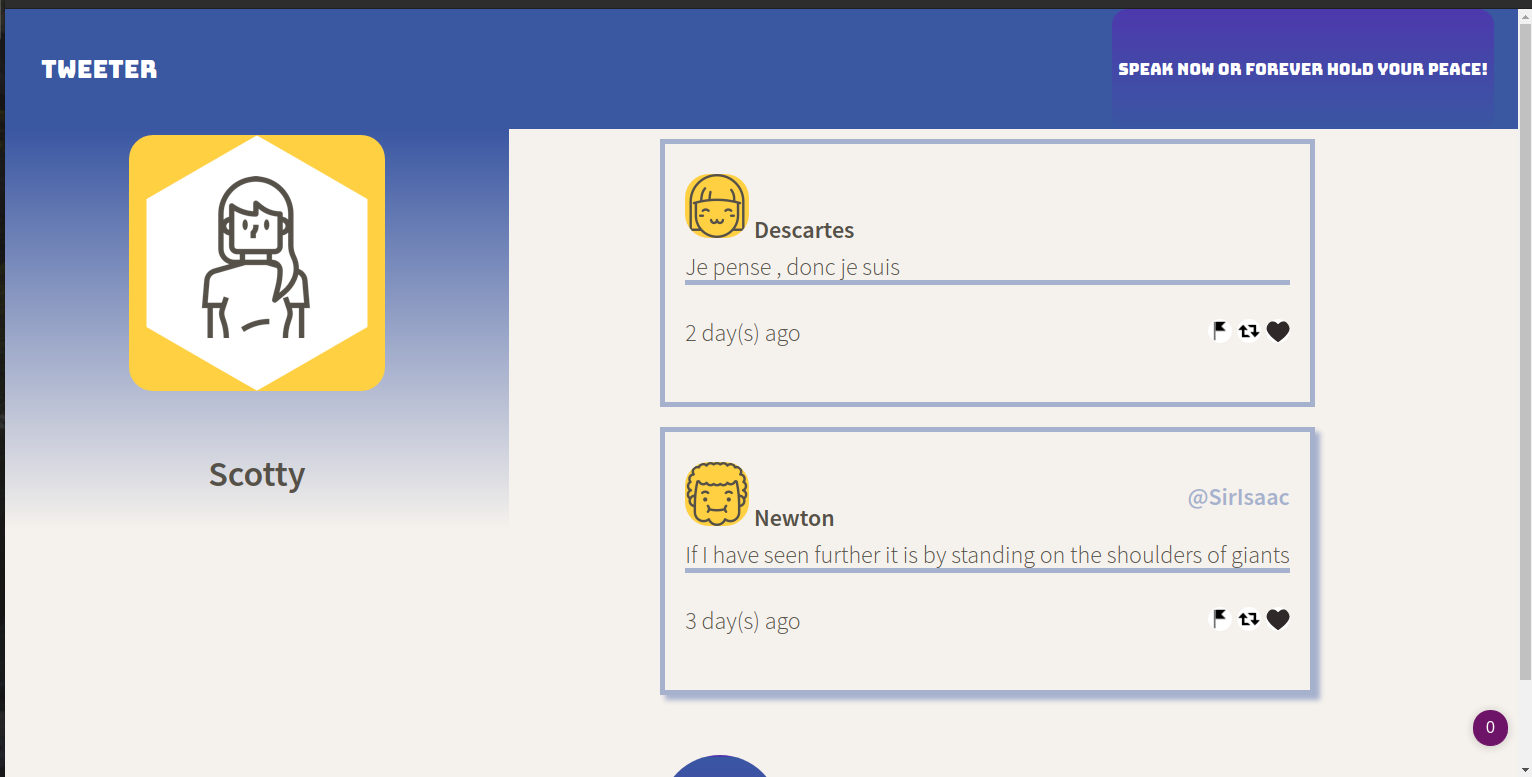 TWEETER
SPEAK NOW OR FOREVER HOLD YOUR PEACE!
Scotty
Descartes
Je pense , donc je suis
2 day(s) ago
@SirIsaac
Newton
If I have seen further it is by standing on the shoulders of giants
3 day(s) ago
0